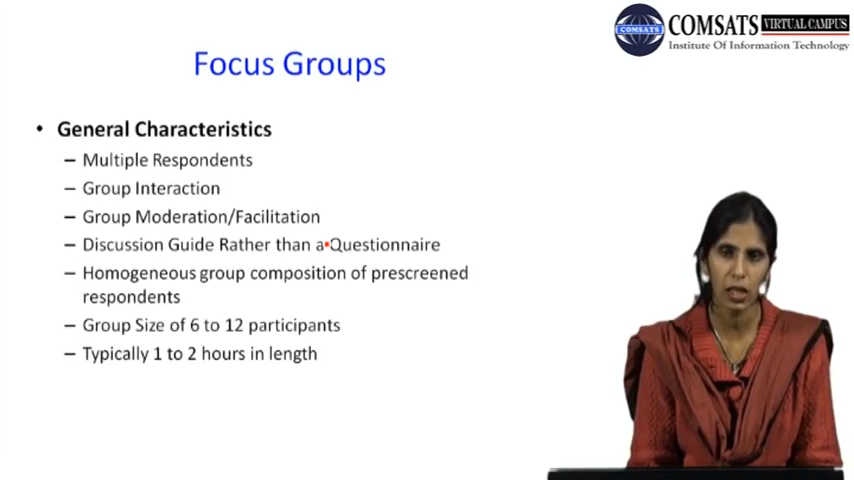 COMSATS VIRTUAL CAMPUS
COMSATS
Institute Of Information Technology
Focus Groups
• General Characteristics
– Multiple Respondents
– Group Interaction
– Group Moderation/Facilitation
– Discussion Guide Rather than a Questionnaire
– Homogeneous group composition of prescreened
respondents
– Group Size of 6 to 12 participants
– Typically 1 to 2 hours in length